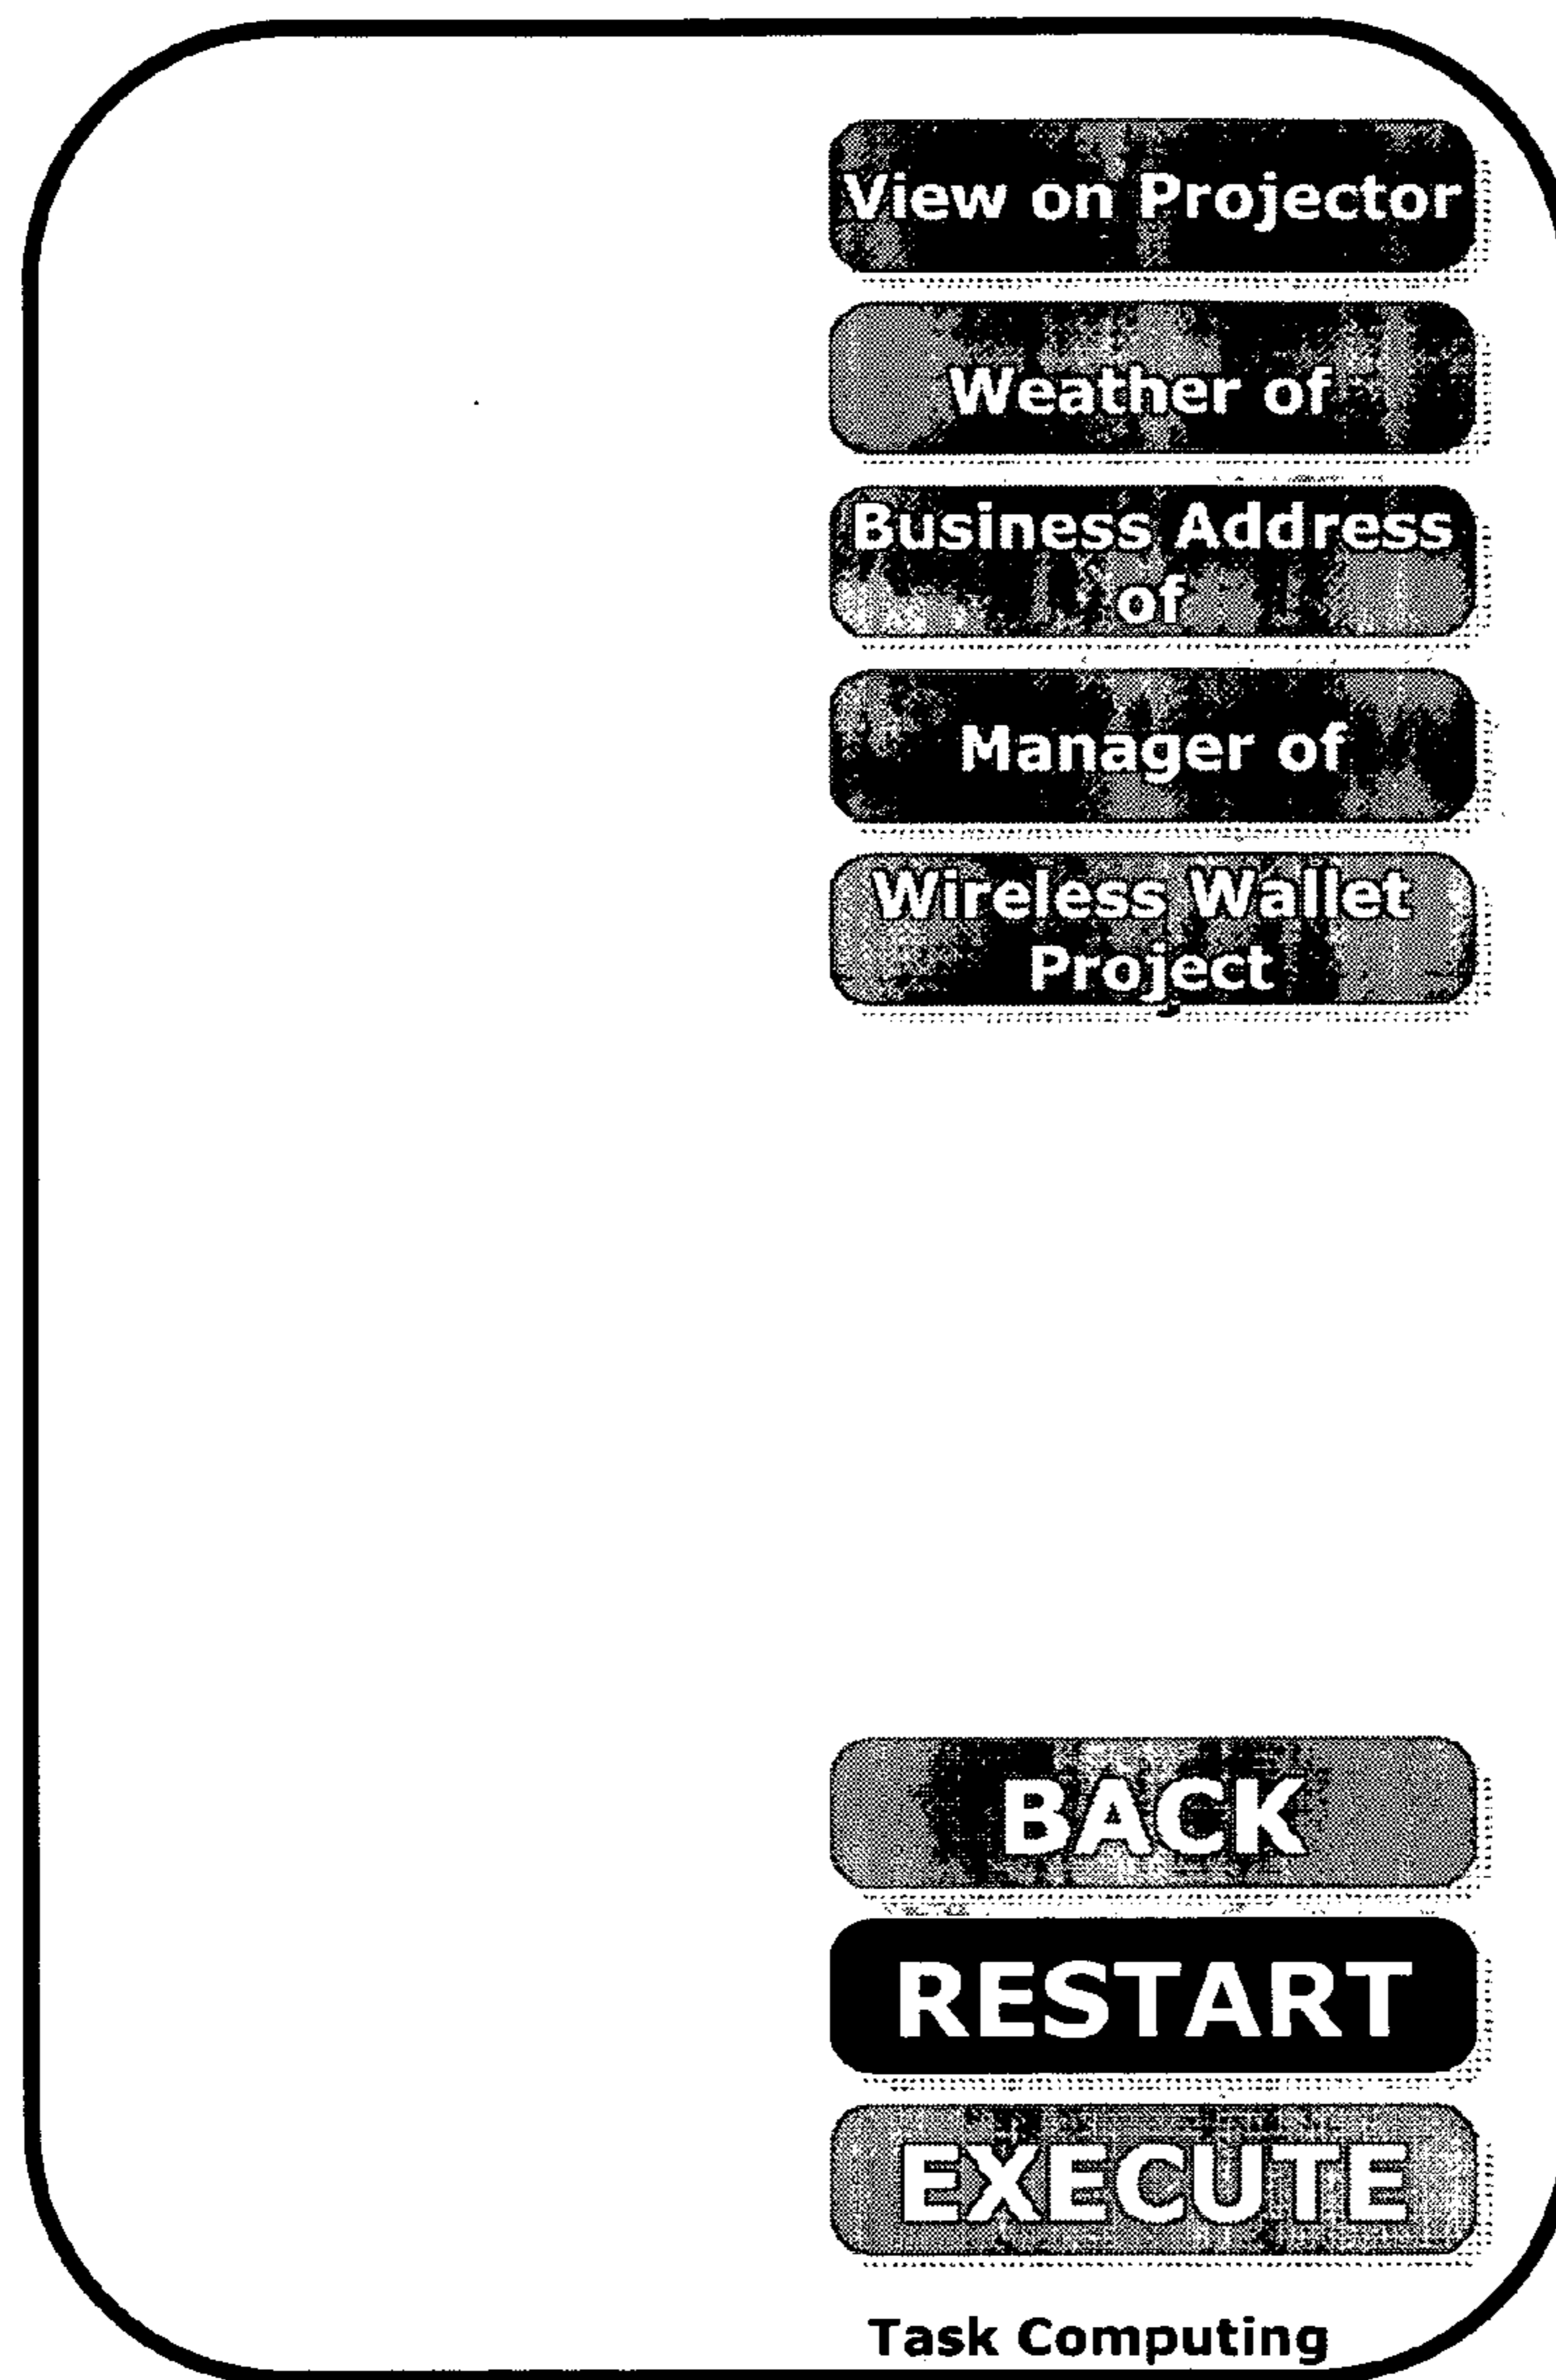 View on Projector
Weather of
Business Address
of
Manager of
Wireless Wallet
Project
BACK
RESTART
EXECUTE
Task Computing